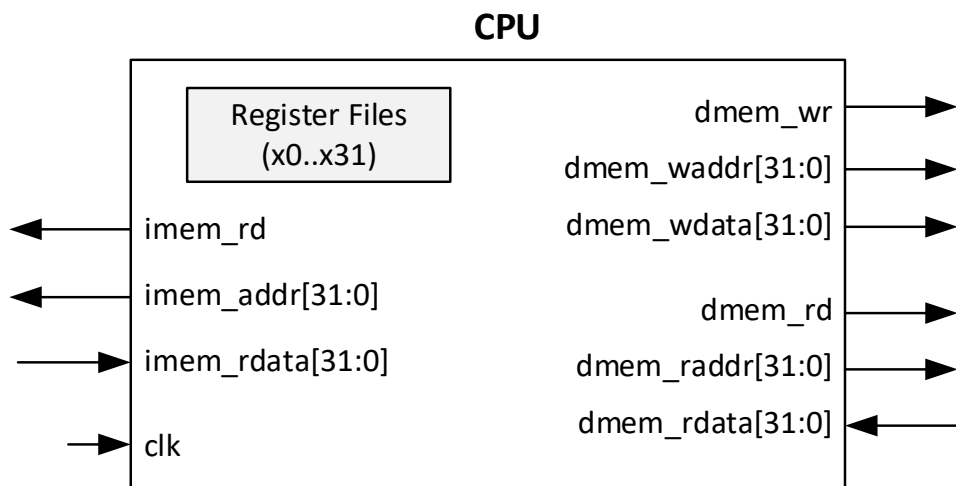 CPU
Register Files
(x0..x31)
imem_rd
imem_addr[31:0]
imem_rdata[31:0]
clk
dmem_wr
dmem_waddr[31:0]
dmem_wdata[31:0]
dmem_rd
dmem_raddr[31:0]
dmem_rdata[31:0]